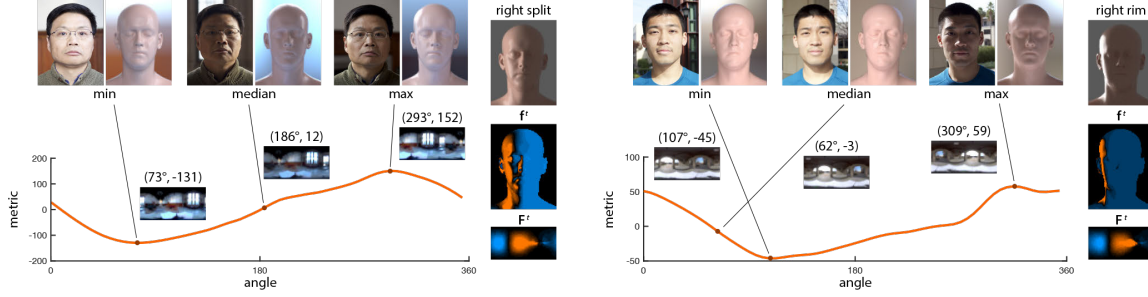 right split
min
median
max
f t
(293°, 152)
(186°, 12)
(73°, -131)
200
100
0
-100
-200
metric
0
180
360
angle
F t
right rim
min
median
max
f t
(107°, -45)
(62°, -3)
(309°, 59)
100
50
0
-50
metric
0
180
360
angle
F t